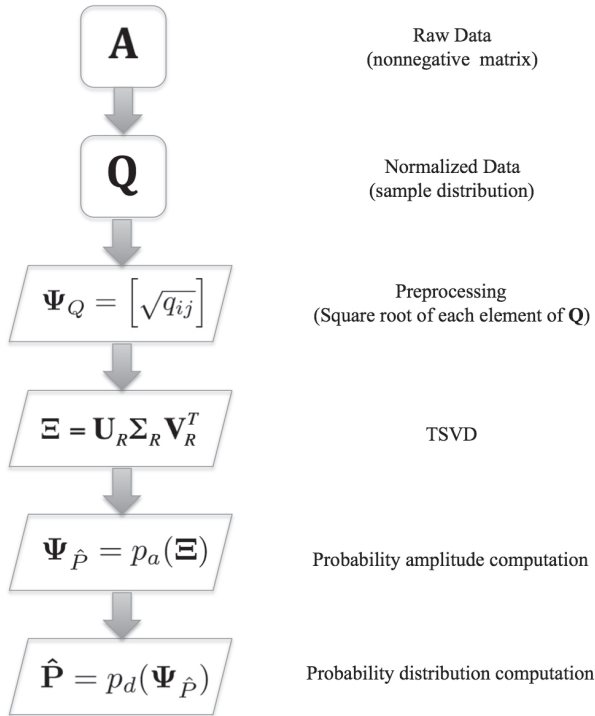 A
Raw Data
(nonnegative matrix)
Q
Normalized Data
(sample distribution)
Ψ_Q = [√q_ij]
Preprocessing
(Square root of each element of Q)
Ξ = U_R Σ_R V_R^T
TSVD
Ψ_P̂ = p_a(Ξ)
Probability amplitude computation
P̂ = p_d(Ψ_P̂)
Probability distribution computation